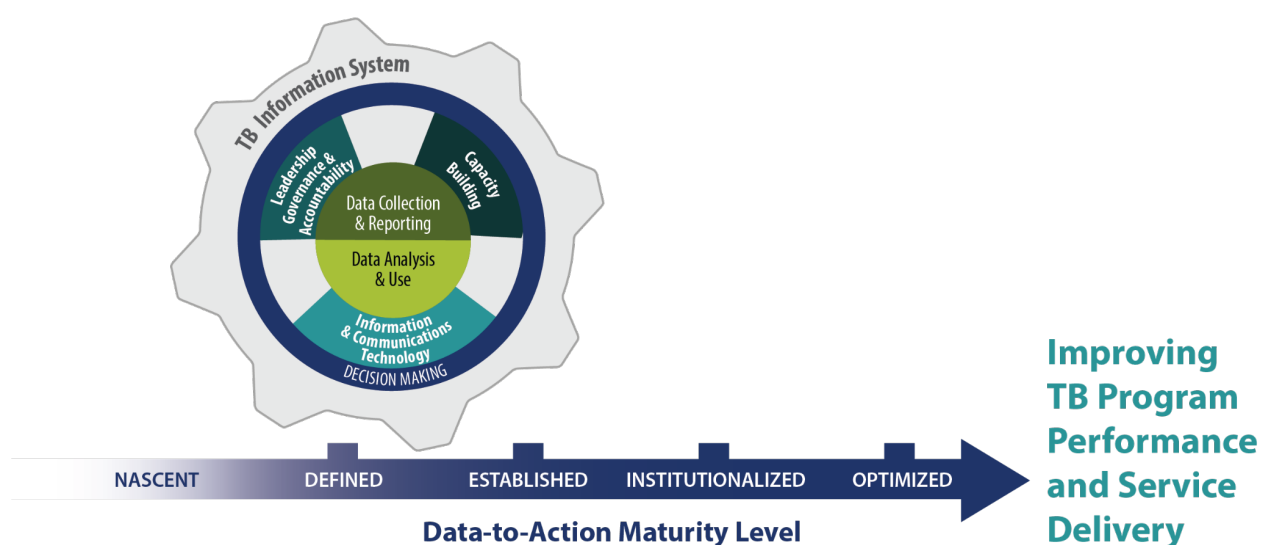 TB Information System
Leadership
Governance &
Accountability
Capacity
Building
Data Collection
& Reporting
Data Analysis
& Use
Information
& Communications
Technology
DECISION MAKING
NASCENT
DEFINED
ESTABLISHED
INSTITUTIONALIZED
OPTIMIZED
Data-to-Action Maturity Level
Improving
TB Program
Performance
and Service
Delivery